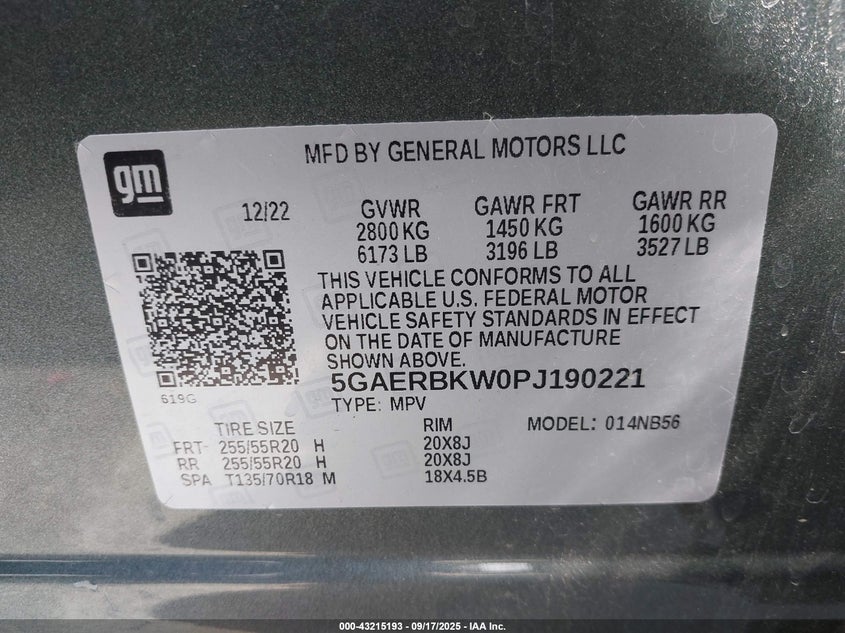 MFD BY GENERAL MOTORS LLC
gm
12/22
GVWR
2800 KG
6173 LB
GAWR FRT
1450 KG
3196 LB
GAWR RR
1600 KG
3527 LB
THIS VEHICLE CONFORMS TO ALL
APPLICABLE U.S. FEDERAL MOTOR
VEHICLE SAFETY STANDARDS IN EFFECT
ON THE DATE OF MANUFACTURE
SHOWN ABOVE.
619G
5GAERBKW0PJ190221
TYPE: MPV
TIRE SIZE RIM MODEL: 014NB56
FRT- 255/55R20 H 20X8J
RR 255/55R20 H 20X8J
SPA T135/70R18 M 18X4.5B
000-43215193 - 09/17/2025 - IAA Inc.